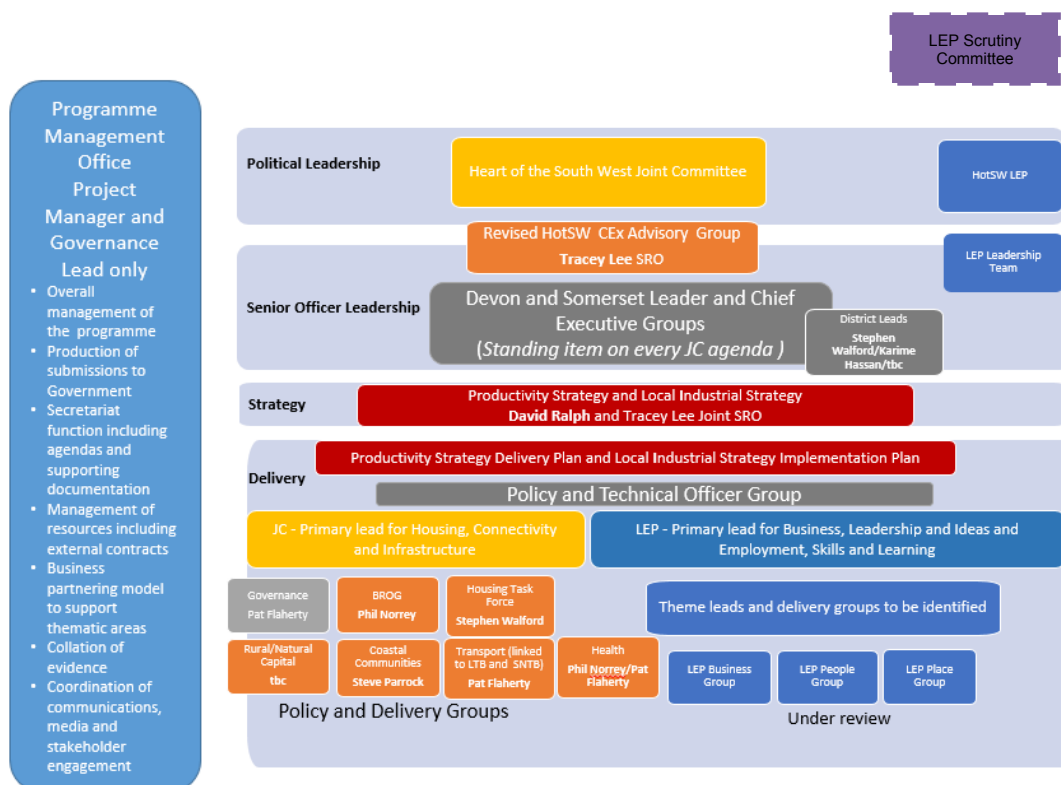 LEP Scrutiny
Committee
Programme
Management
Office
Project
Manager and
Governance
Lead only
• Overall
management of
the programme
• Production of
submissions to
Government
• Secretariat
function including
agendas and
supporting
documentation
• Management of
resources including
external contracts
• Business
partnering model
to support
thematic areas
• Collation of
evidence
• Coordination of
communications,
media and
stakeholder
engagement
Political Leadership
Heart of the South West Joint Committee
HotSW LEP
Revised HotSW CEx Advisory Group
Tracey Lee SRO
LEP Leadership
Team
Senior Officer Leadership
Devon and Somerset Leader and Chief
Executive Groups
(Standing item on every JC agenda )
District Leads
Stephen
Walford/Karime
Hassan/tbc
Strategy
Productivity Strategy and Local Industrial Strategy
David Ralph and Tracey Lee Joint SRO
Delivery
Productivity Strategy Delivery Plan and Local Industrial Strategy Implementation Plan
Policy and Technical Officer Group
JC - Primary lead for Housing, Connectivity
and Infrastructure
LEP - Primary lead for Business, Leadership and Ideas and
Employment, Skills and Learning
Governance
Pat Flaherty
BROG
Phil Norrey
Housing Task
Force
Stephen Walford
Theme leads and delivery groups to be identified
Rural/Natural
Capital
tbc
Coastal
Communities
Steve Parrock
Transport (linked
to LTB and SNTB)
Pat Flaherty
Health
Phil Norrey/Pat
Flaherty
LEP Business
Group
LEP People
Group
LEP Place
Group
Policy and Delivery Groups
Under review